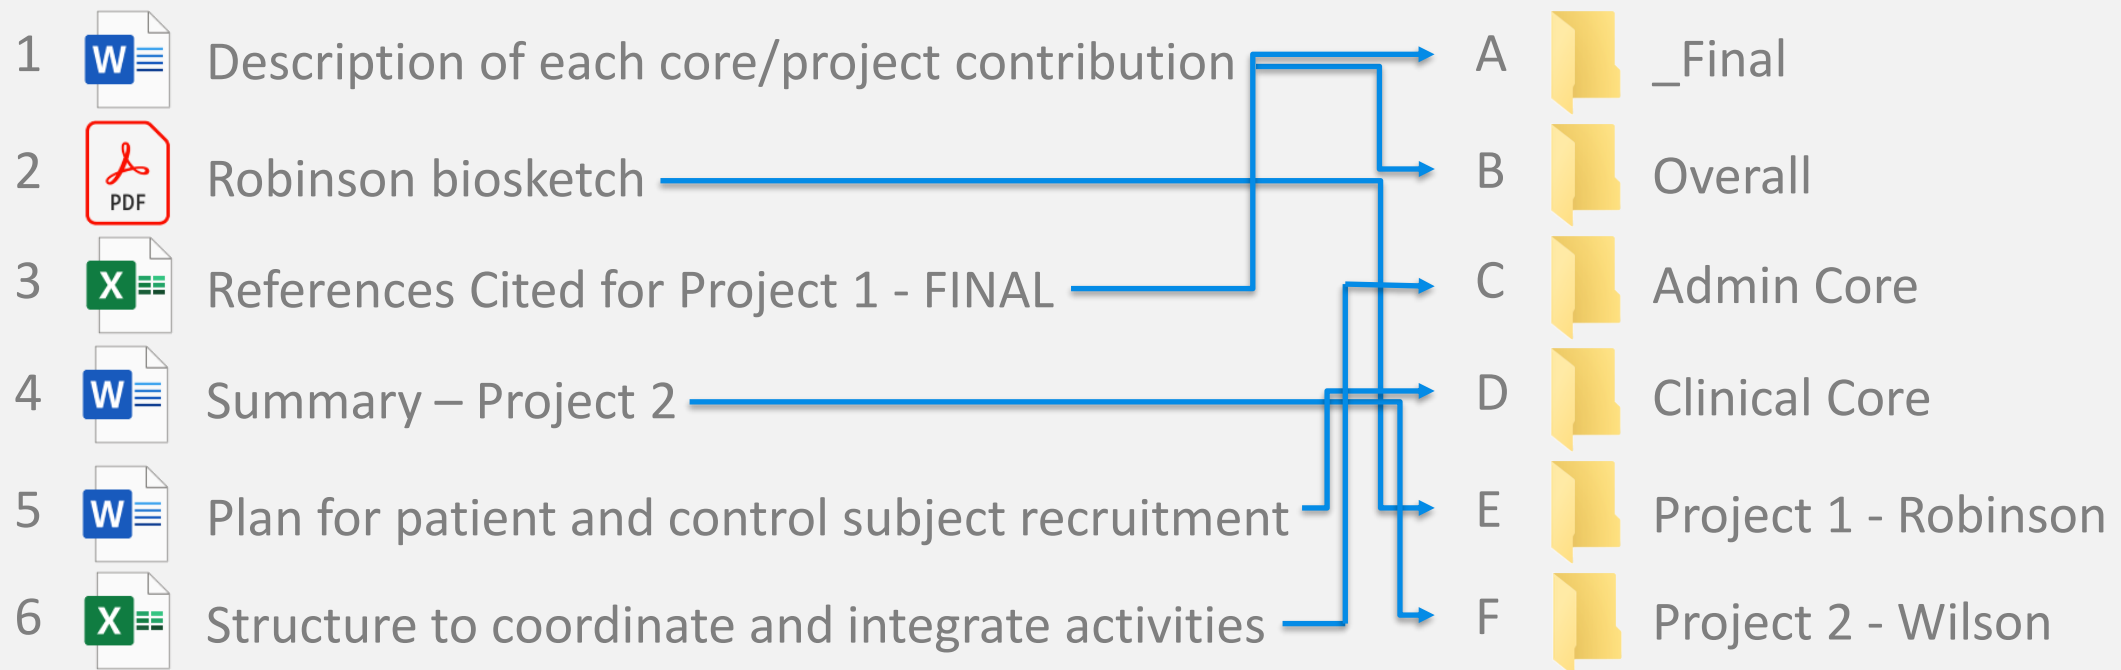 1 W Description of each core/project contribution A _Final
2 PDF Robinson biosketch B Overall
3 X References Cited for Project 1 - FINAL C Admin Core
4 W Summary – Project 2 D Clinical Core
5 W Plan for patient and control subject recruitment E Project 1 - Robinson
6 X Structure to coordinate and integrate activities F Project 2 - Wilson